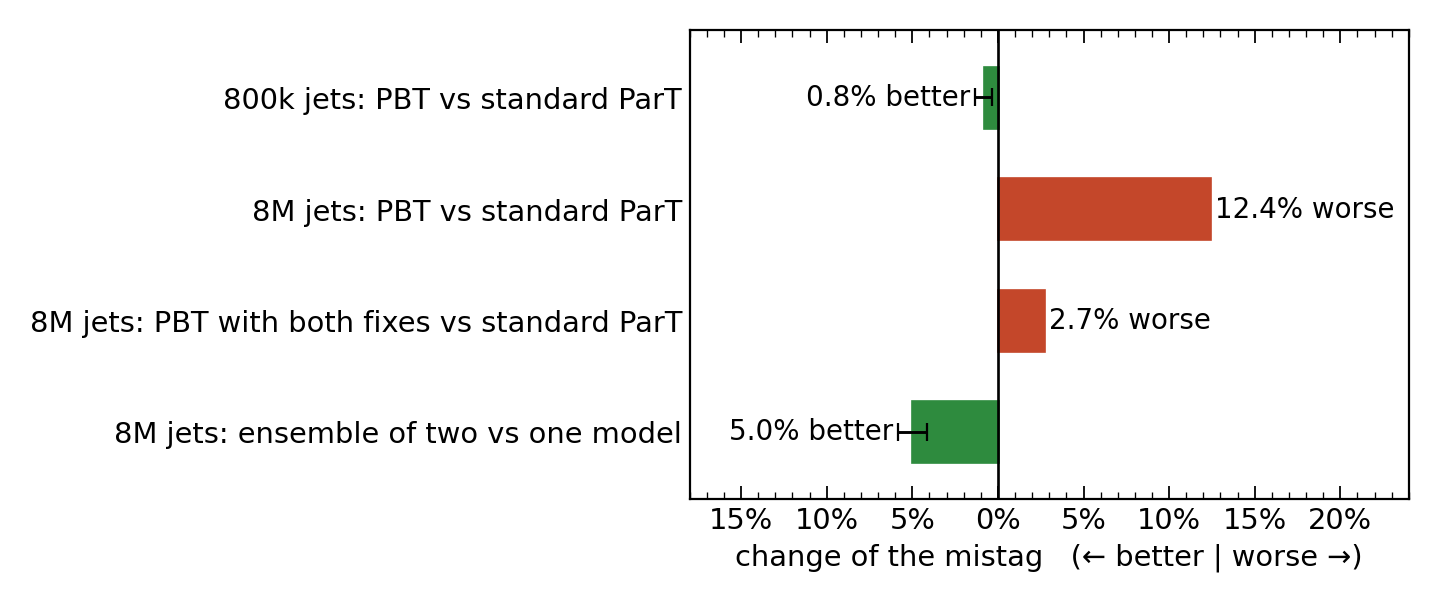 800k jets: PBT vs standard ParT
0.8% better
8M jets: PBT vs standard ParT
12.4% worse
8M jets: PBT with both fixes vs standard ParT
2.7% worse
8M jets: ensemble of two vs one model
5.0% better
15% 10% 5% 0% 5% 10% 15% 20%
change of the mistag (← better | worse →)